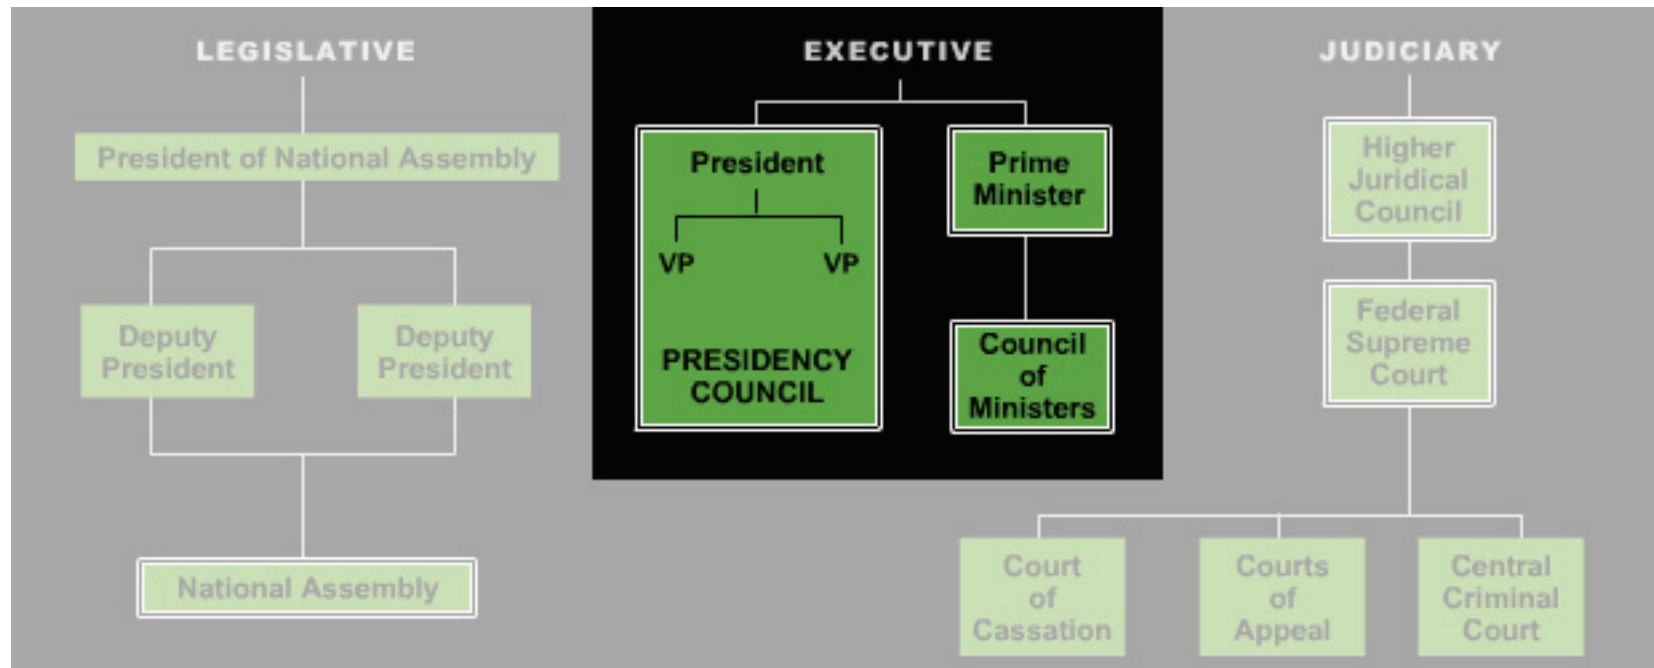 LEGISLATIVE
President of National Assembly
Deputy
President
Deputy
President
National Assembly
EXECUTIVE
President
VP
VP
PRESIDENCY
COUNCIL
Prime
Minister
Council
of
Ministers
JUDICIARY
Higher
Juridical
Council
Federal
Supreme
Court
Court
of
Cassation
Courts
of
Appeal
Central
Criminal
Court